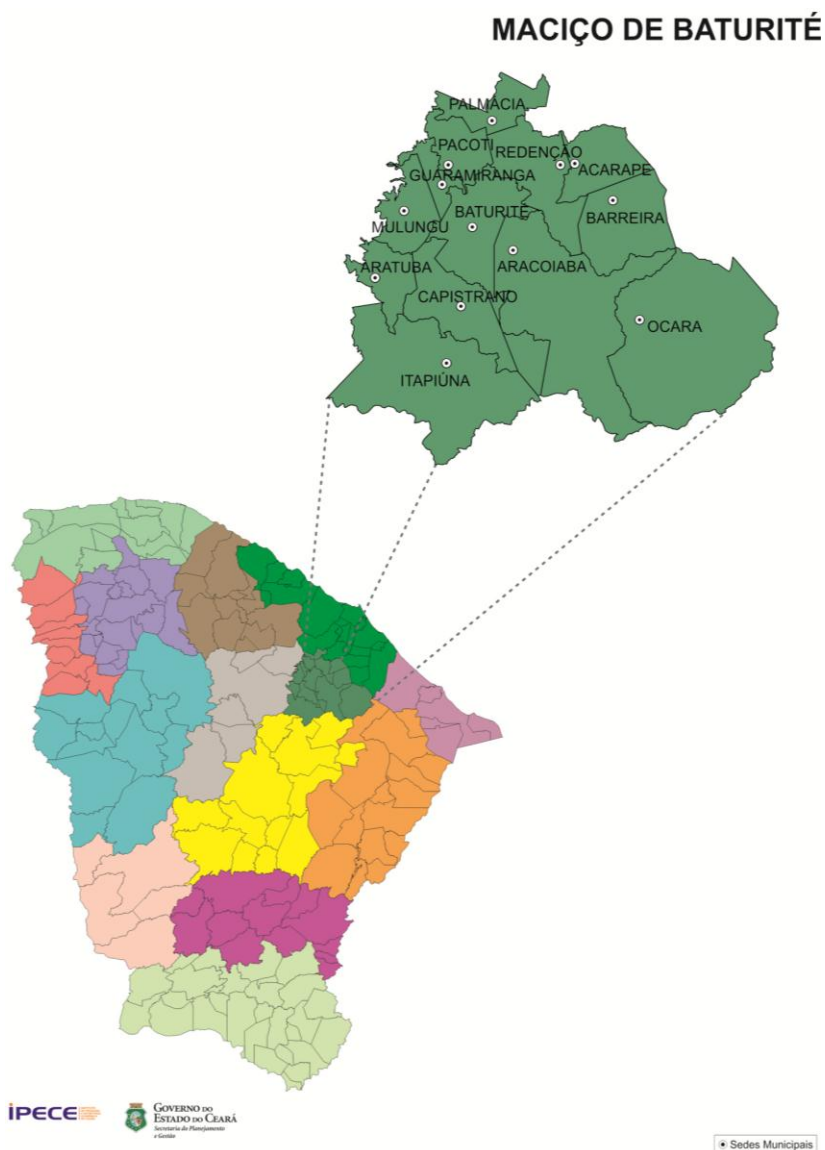 MACIÇO DE BATURITÉ
PALMÁCIA
PACOTI
REDENÇÃO
ACARAPE
GUARAMIRANGA
BARREIRA
BATURITÉ
MULUNGU
ARACOIABA
ARATUBA
CAPISTRANO
OCARA
ITAPIÚNA
IPECE
GOVERNO DO
ESTADO DO CEARÁ
Secretaria do Planejamento
e Gestão
Sedes Municipais